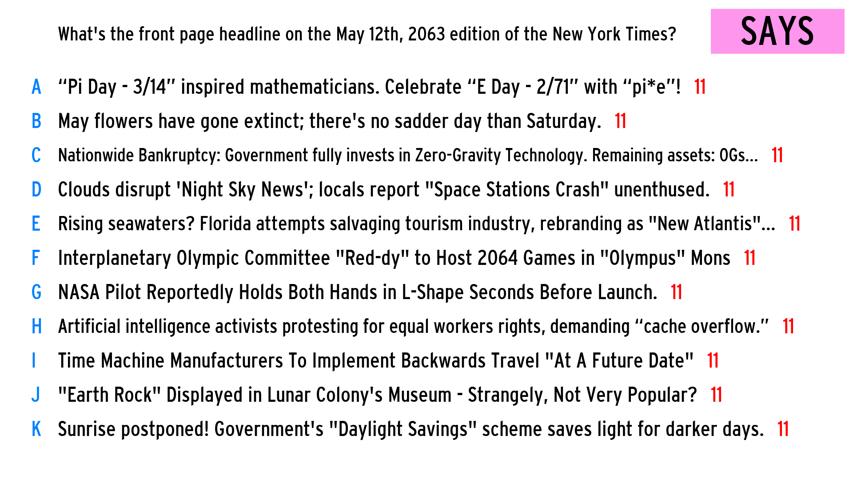 What's the front page headline on the May 12th, 2063 edition of the New York Times?
SAYS
A “Pi Day - 3/14” inspired mathematicians. Celebrate “E Day - 2/71” with “pi*e”! 11
B May flowers have gone extinct; there's no sadder day than Saturday. 11
C Nationwide Bankruptcy: Government fully invests in Zero-Gravity Technology. Remaining assets: OGs... 11
D Clouds disrupt 'Night Sky News'; locals report "Space Stations Crash" unenthused. 11
E Rising seawaters? Florida attempts salvaging tourism industry, rebranding as "New Atlantis"... 11
F Interplanetary Olympic Committee "Red-dy" to Host 2064 Games in "Olympus" Mons 11
G NASA Pilot Reportedly Holds Both Hands in L-Shape Seconds Before Launch. 11
H Artificial intelligence activists protesting for equal workers rights, demanding “cache overflow.” 11
I Time Machine Manufacturers To Implement Backwards Travel "At A Future Date" 11
J "Earth Rock" Displayed in Lunar Colony's Museum - Strangely, Not Very Popular? 11
K Sunrise postponed! Government's "Daylight Savings" scheme saves light for darker days. 11